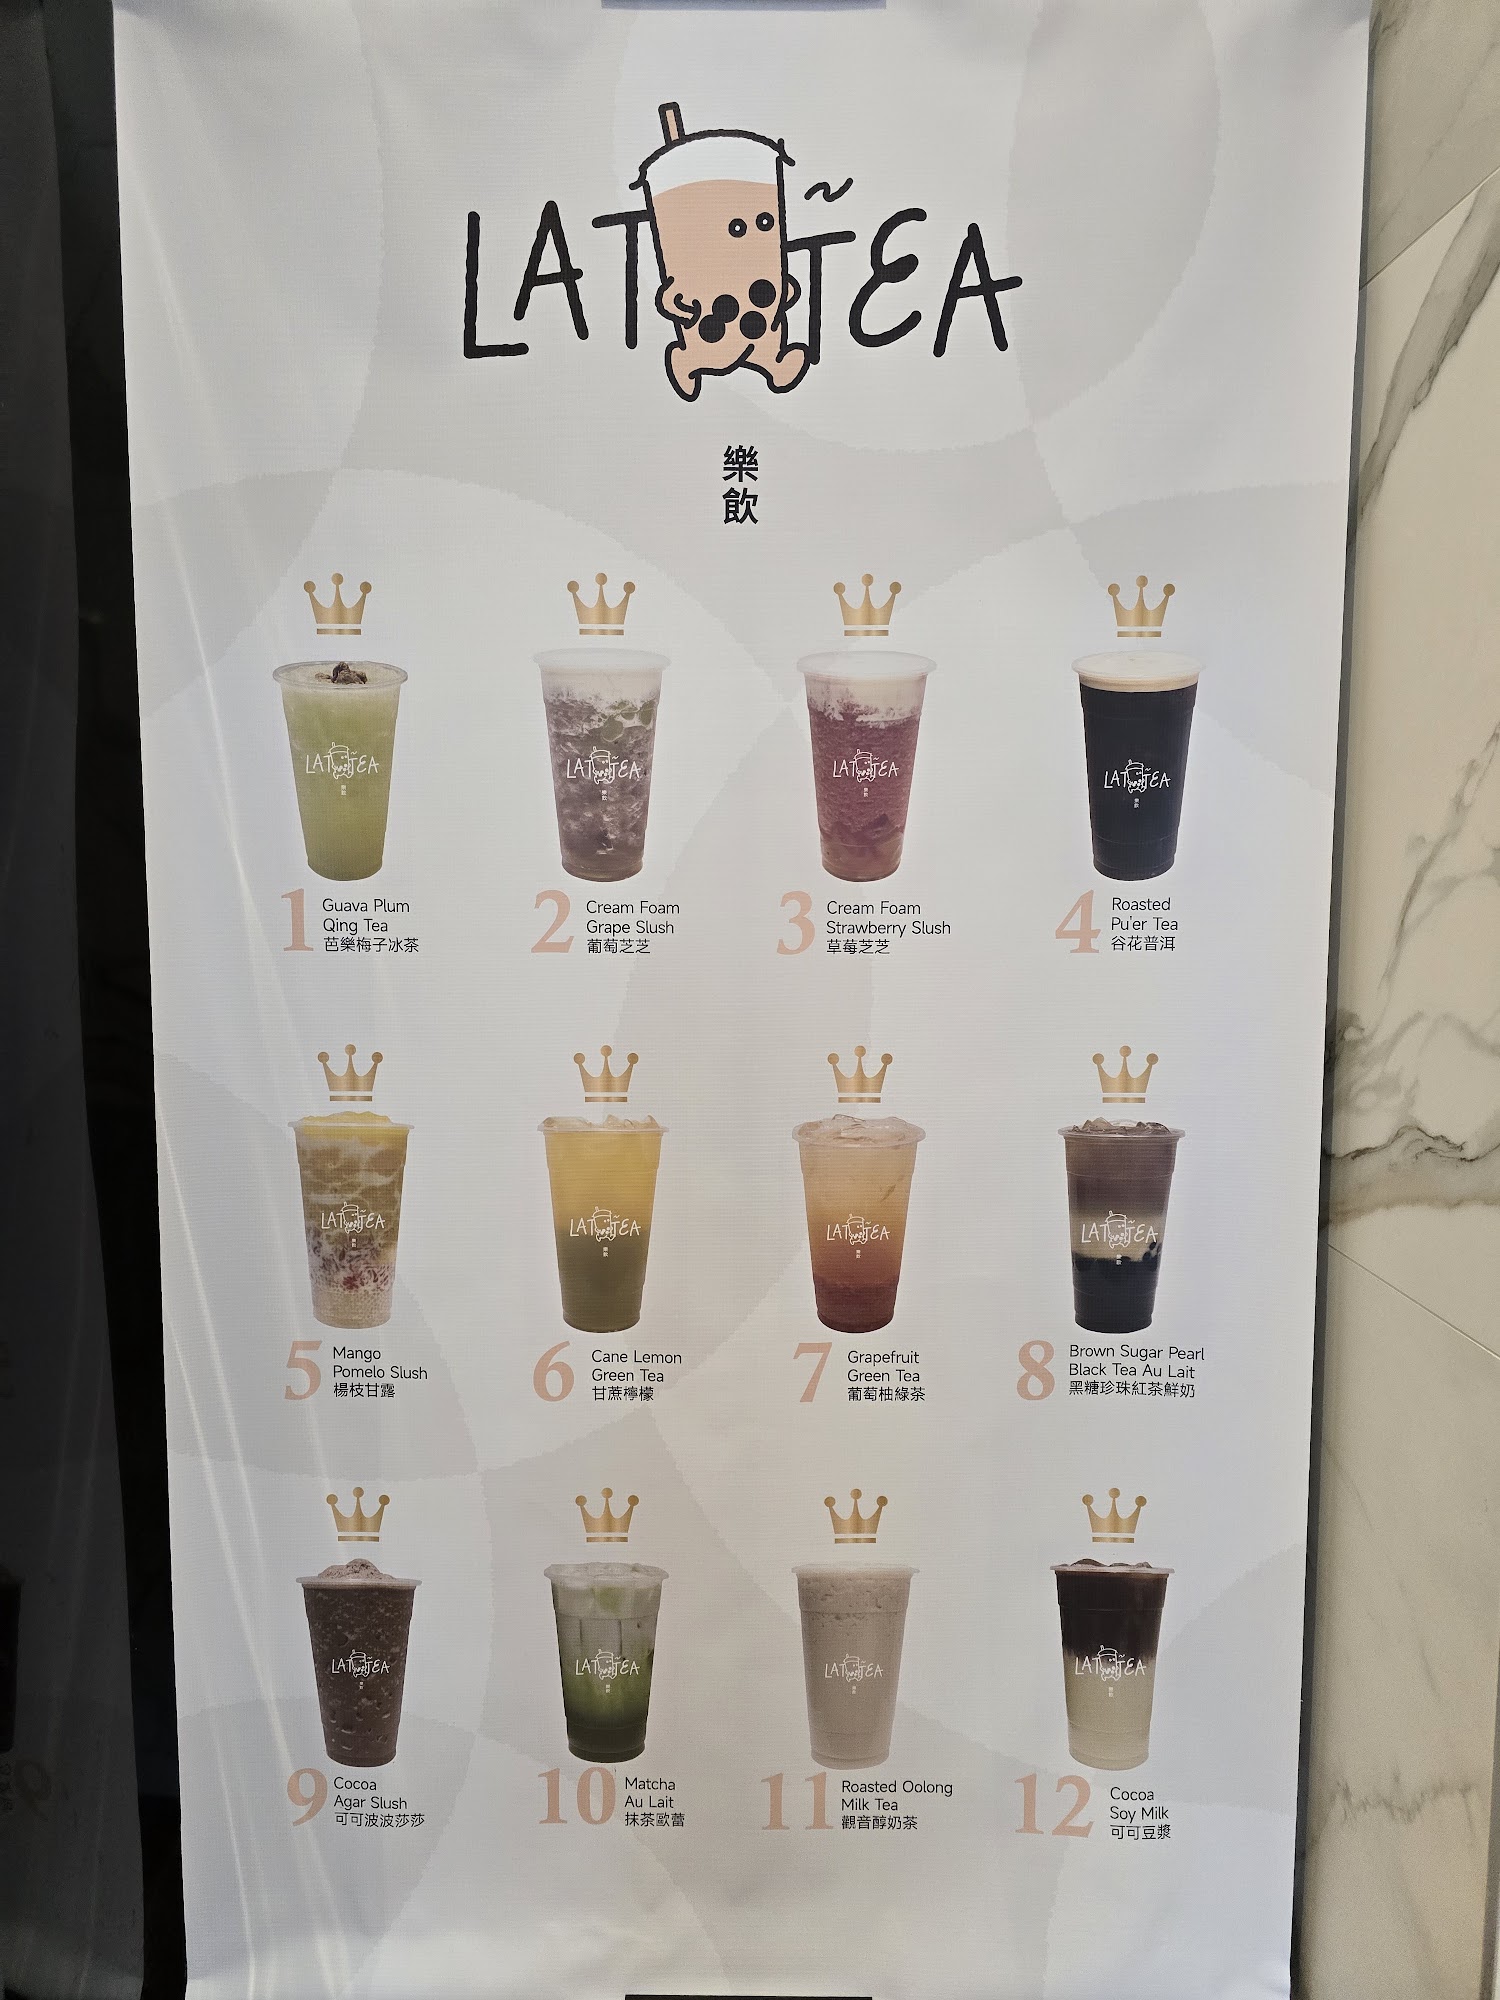 LATTEA
樂
飲
1
Guava Plum
Qing Tea
芭樂梅子冰茶
2
Cream Foam
Grape Slush
葡萄芝芝
3
Cream Foam
Strawberry Slush
草莓芝芝
4
Roasted
Pu'er Tea
谷花普洱
5
Mango
Pomelo Slush
楊枝甘露
6
Cane Lemon
Green Tea
甘蔗檸檬
7
Grapefruit
Green Tea
葡萄柚綠茶
8
Brown Sugar Pearl
Black Tea Au Lait
黑糖珍珠紅茶鮮奶
9
Cocoa
Agar Slush
可可波波莎莎
10
Matcha
Au Lait
抹茶歐蕾
11
Roasted Oolong
Milk Tea
觀音醇奶茶
12
Cocoa
Soy Milk
可可豆漿